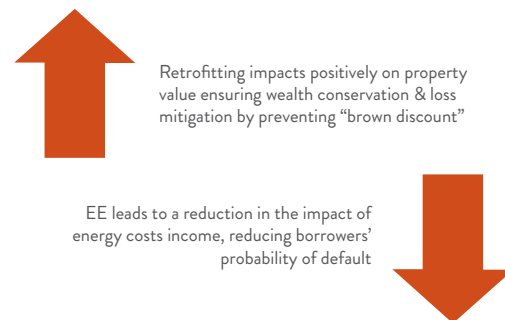 Retrofitting impacts positively on property
value ensuring wealth conservation & loss
mitigation by preventing “brown discount”
EE leads to a reduction in the impact of
energy costs income, reducing borrowers’
probability of default